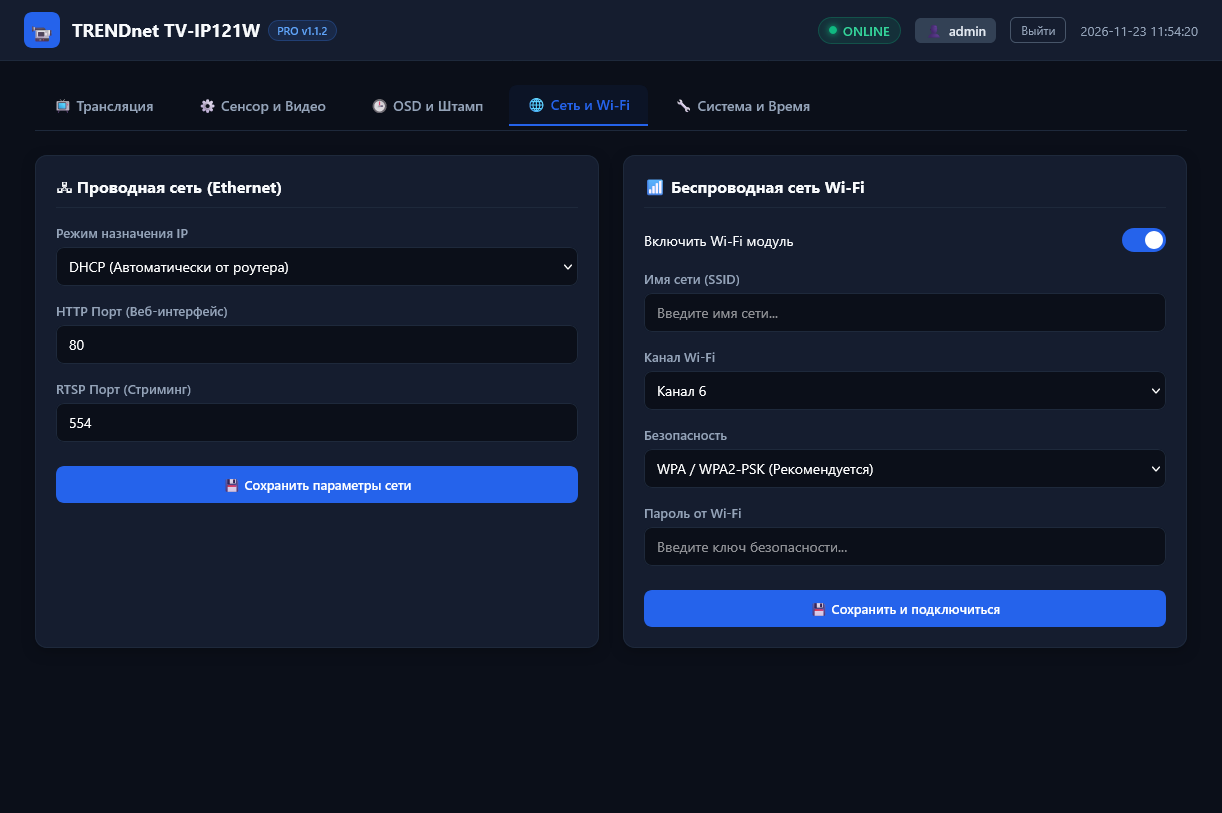 TRENDnet TV-IP121W PRO v1.1.2 ONLINE admin Выйти 2026-11-23 11:54:20
Трансляция Сенсор и Видео OSD и Штамп Сеть и Wi-Fi Система и Время
Проводная сеть (Ethernet)
Режим назначения IP
DHCP (Автоматически от роутера)
HTTP Порт (Веб-интерфейс)
80
RTSP Порт (Стриминг)
554
Сохранить параметры сети
Беспроводная сеть Wi-Fi
Включить Wi-Fi модуль
Имя сети (SSID)
Введите имя сети...
Канал Wi-Fi
Канал 6
Безопасность
WPA / WPA2-PSK (Рекомендуется)
Пароль от Wi-Fi
Введите ключ безопасности...
Сохранить и подключиться